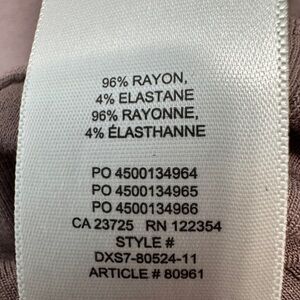 96% RAYON,
4% ELASTANE
96% RAYONNE,
4% ÉLASTHANNE
PO 4500134964
PO 4500134965
PO 4500134966
CA 23725 RN 122354
STYLE #
DXS7-80524-11
ARTICLE # 80961